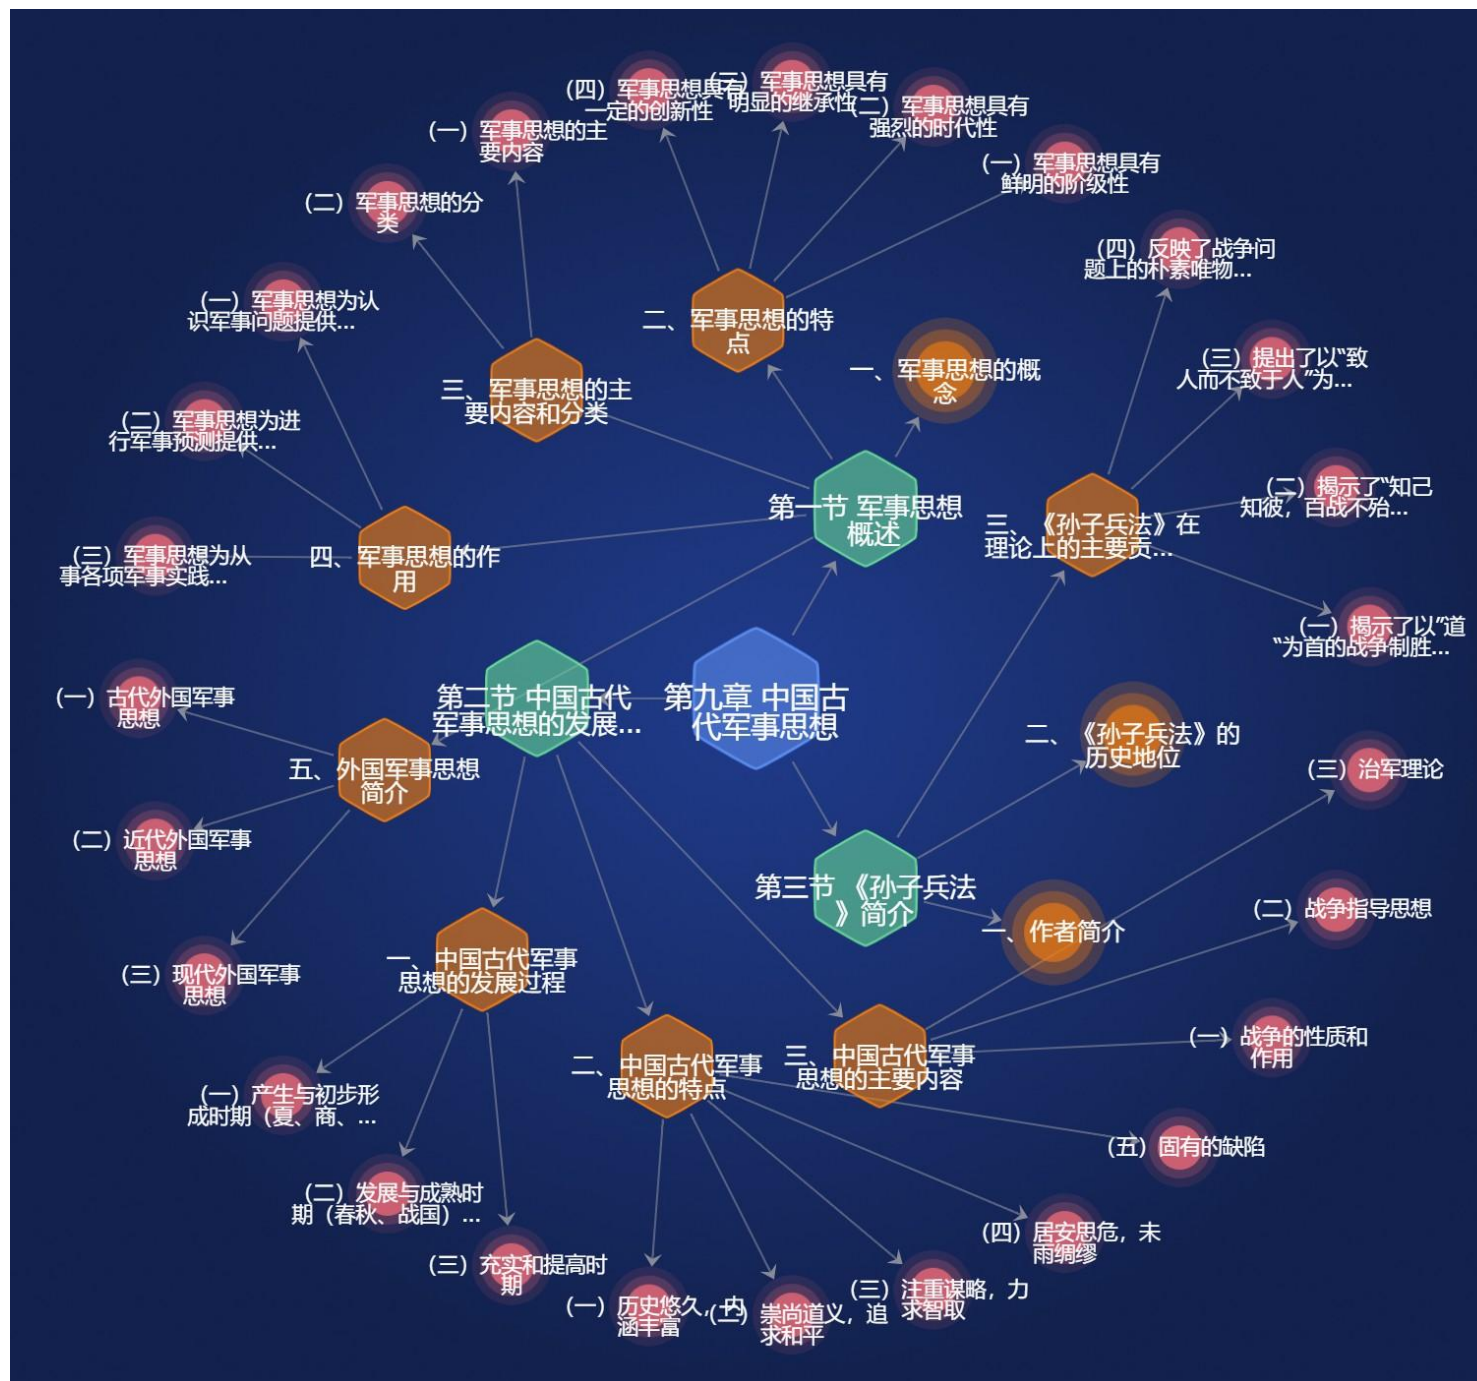 （四）军事思想具有
一定的创新性
（三）军事思想具有
明显的继承性
（二）军事思想具有
强烈的时代性
（一）军事思想的主
要内容
（一）军事思想具有
鲜明的阶级性
（二）军事思想的分
类
（四）反映了战争问
题上的朴素唯物...
（一）军事思想为认
识军事问题提供...
二、军事思想的特
点
（三）提出了以“致
人而不致于人”为...
一、军事思想的概
念
三、军事思想的主
要内容和分类
（二）军事思想为进
行军事预测提供...
（二）揭示了“知己
知彼，百战不殆...
第一节 军事思想
概述
三、《孙子兵法》在
理论上的主要贡...
（三）军事思想为从
事各项军事实践...
四、军事思想的作
用
（一）揭示了以”道
“为首的战争制胜...
（一）古代外国军事
思想
第二节 中国古代
军事思想的发展...
第九章 中国古
代军事思想
二、《孙子兵法》的
历史地位
五、外国军事思想
简介
（三）治军理论
（二）近代外国军事
思想
第三节 《孙子兵法
》简介
（二）战争指导思想
一、作者简介
一、中国古代军事
思想的发展过程
（三）现代外国军事
思想
（一）战争的性质和
作用
二、中国古代军事
思想的特点
三、中国古代军事
思想的主要内容
（一）产生与初步形
成时期（夏、商、...
（五）固有的缺陷
（二）发展与成熟时
期（春秋、战国）...
（四）居安思危，未
雨绸缪
（三）充实和提高时
期
（三）注重谋略，力
求智取
（一）历史悠久，内
涵丰富
（二）崇尚道义，追
求和平